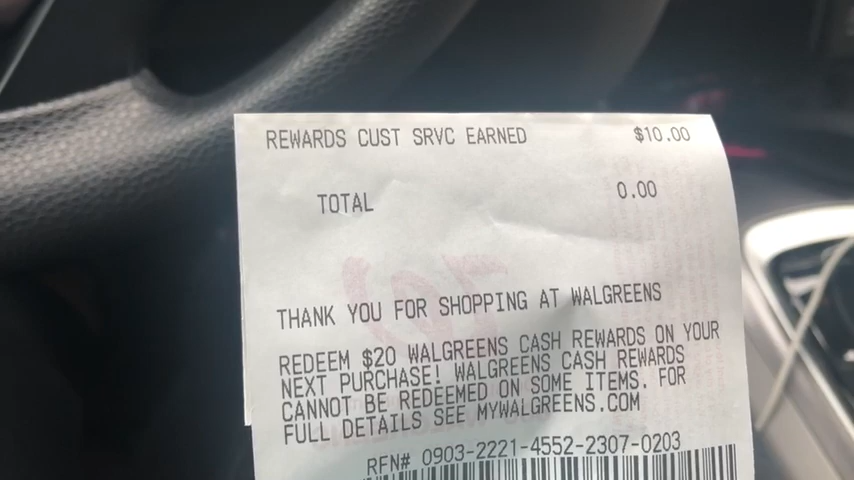 REWARDS CUST SRVC EARNED $10.00
TOTAL 0.00
THANK YOU FOR SHOPPING AT WALGREENS
REDEEM $20 WALGREENS CASH REWARDS ON YOUR
NEXT PURCHASE! WALGREENS CASH REWARDS
CANNOT BE REDEEMED ON SOME ITEMS. FOR
FULL DETAILS SEE MYWALGREENS.COM
RFN# 0903-2221-4552-2307-0203